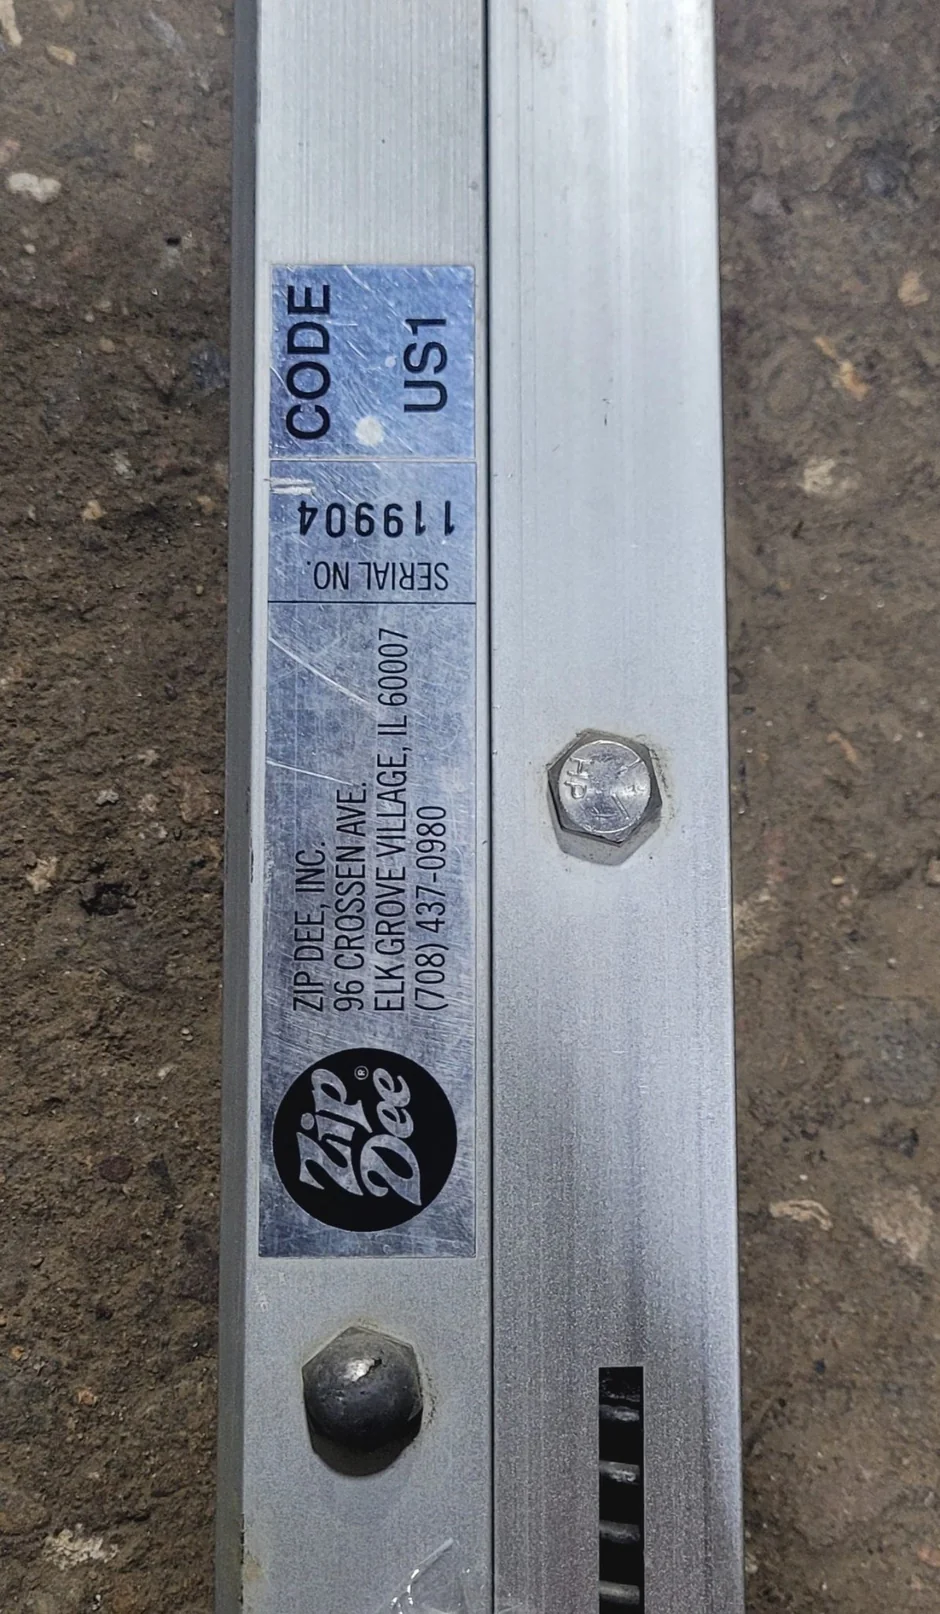 Zip
Dee®
ZIP DEE, INC.
96 CROSSEN AVE.
ELK GROVE VILLAGE, IL 60007
(708) 437-0980
SERIAL NO.
119904
CODE
US1